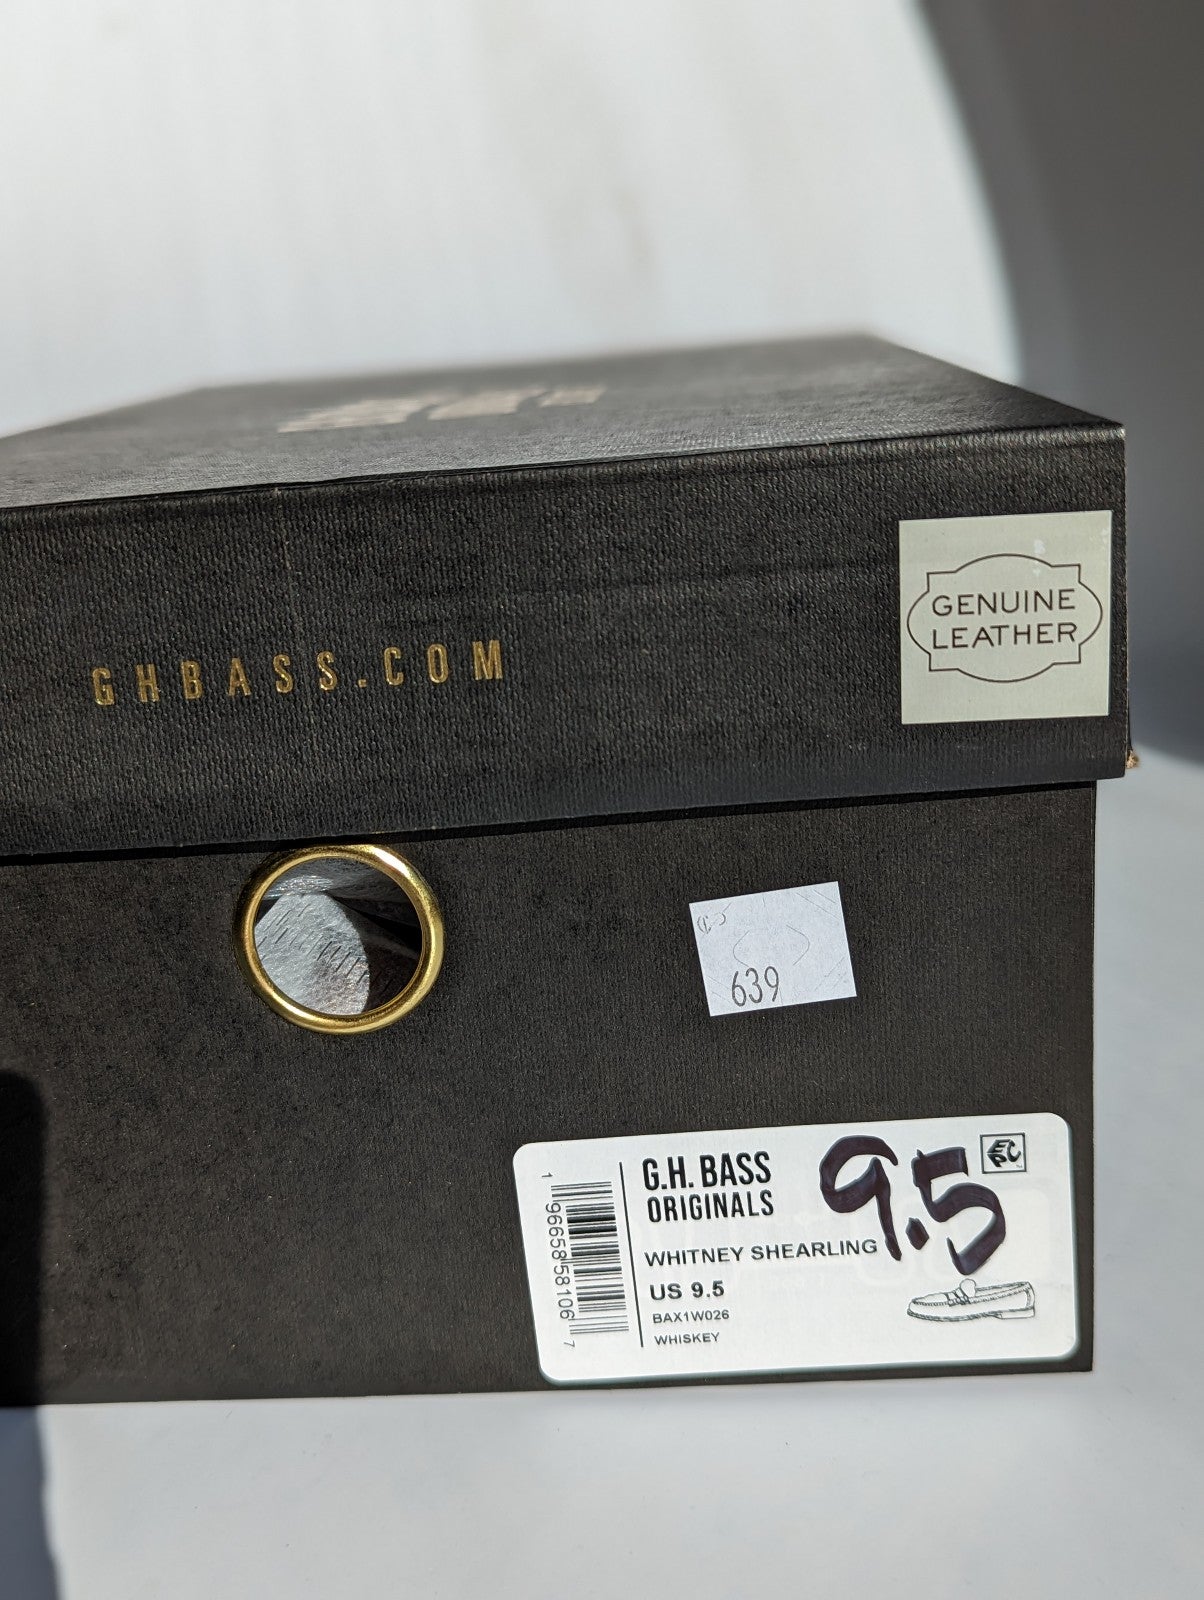 GHBASS.COM
GENUINE
LEATHER
639
1 96658 58106 7
G.H. BASS
ORIGINALS
9.5
EPC
WHITNEY SHEARLING
US 9.5
BAX1W026
WHISKEY